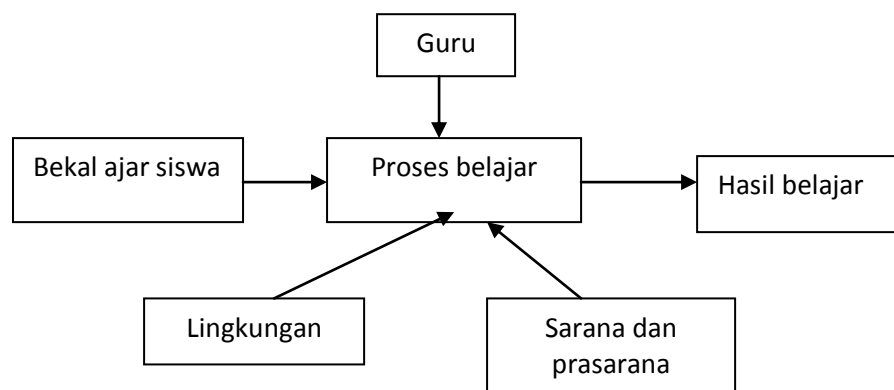 Guru
Bekal ajar siswa
Proses belajar
Hasil belajar
Lingkungan
Sarana dan
prasarana